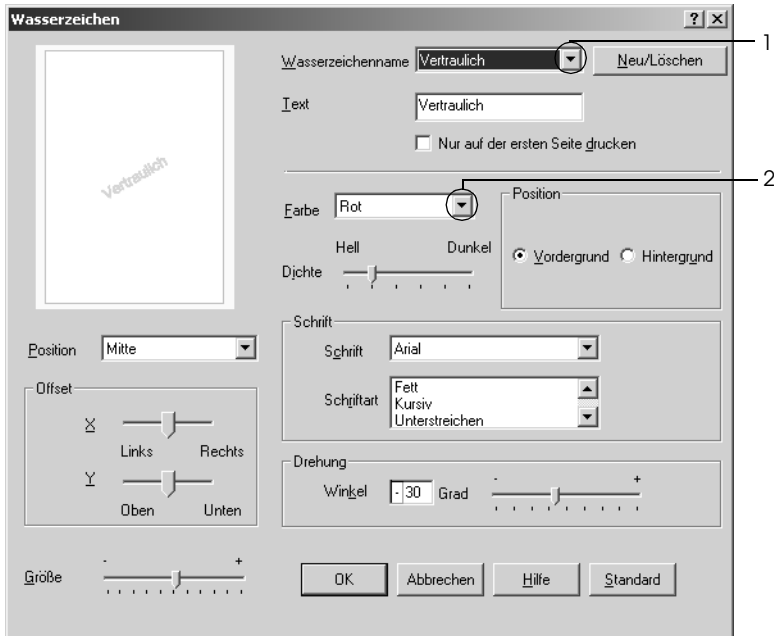 Wasserzeichen ? ×
1
Wasserzeichenname Vertraulich Neu/Löschen
Text Vertraulich
Nur auf der ersten Seite drucken
Vertraulich
2
Farbe Rot
Position
Hell Dunkel
Dichte
Vordergrund Hintergrund
Position Mitte
Schrift
Schrift Arial
Schriftart Fett
Kursiv
Unterstreichen
Offset
X
Links Rechts
Y
Oben Unten
Drehung
Winkel -30 Grad - +
Größe - +
OK Abbrechen Hilfe Standard